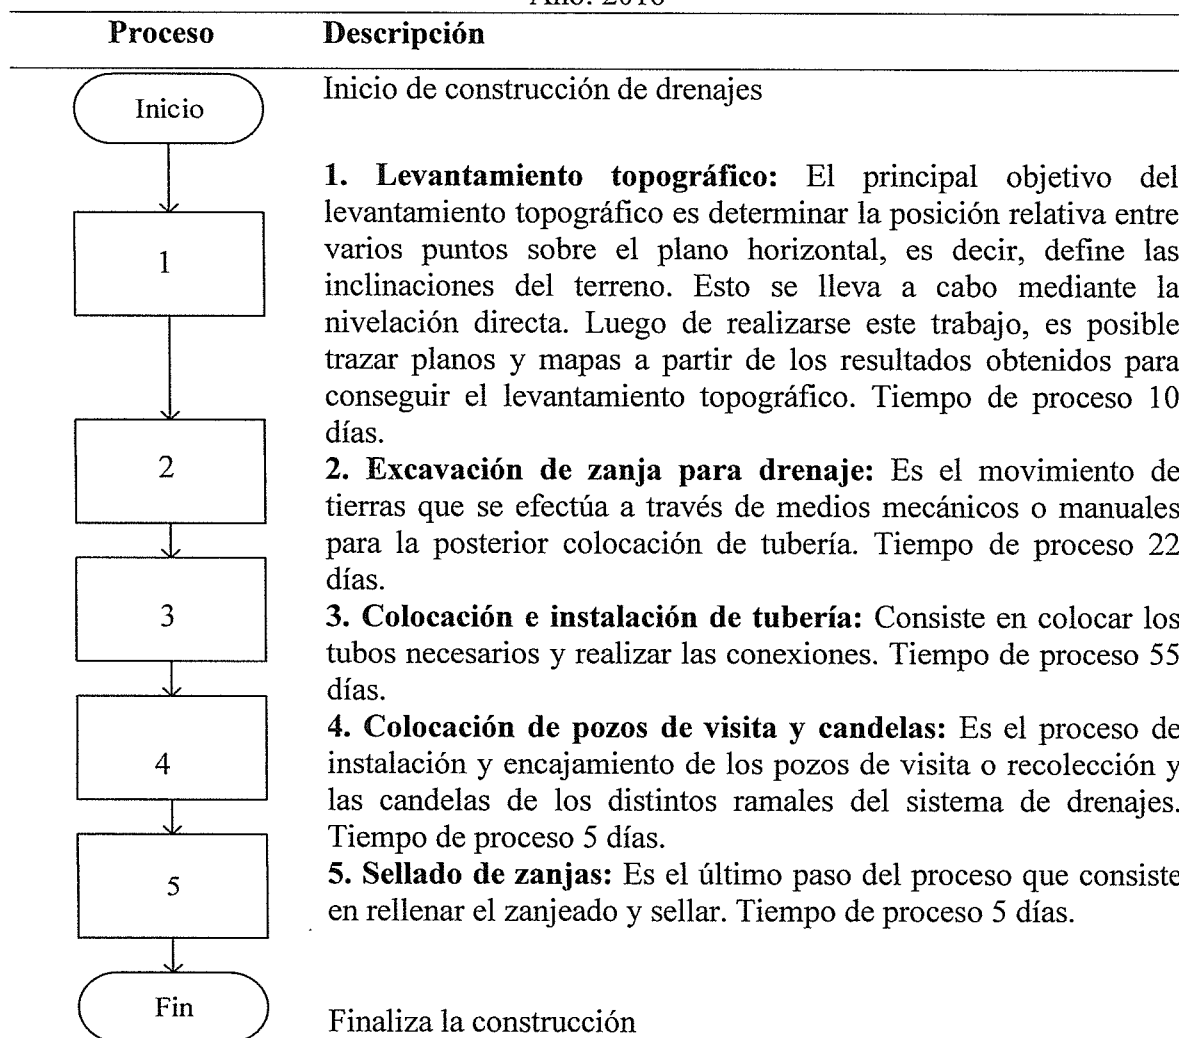 Año: 2016
Proceso Descripción
Inicio
Inicio de construcción de drenajes
1. Levantamiento topográfico: El principal objetivo del
levantamiento topográfico es determinar la posición relativa entre
1
varios puntos sobre el plano horizontal, es decir, define las
inclinaciones del terreno. Esto se lleva a cabo mediante la
nivelación directa. Luego de realizarse este trabajo, es posible
trazar planos y mapas a partir de los resultados obtenidos para
conseguir el levantamiento topográfico. Tiempo de proceso 10
días.
2
2. Excavación de zanja para drenaje: Es el movimiento de
tierras que se efectúa a través de medios mecánicos o manuales
para la posterior colocación de tubería. Tiempo de proceso 22
días.
3
3. Colocación e instalación de tubería: Consiste en colocar los
tubos necesarios y realizar las conexiones. Tiempo de proceso 55
días.
4. Colocación de pozos de visita y candelas: Es el proceso de
4
instalación y encajamiento de los pozos de visita o recolección y
las candelas de los distintos ramales del sistema de drenajes.
Tiempo de proceso 5 días.
5
5. Sellado de zanjas: Es el último paso del proceso que consiste
en rellenar el zanjeado y sellar. Tiempo de proceso 5 días.
Fin
Finaliza la construcción